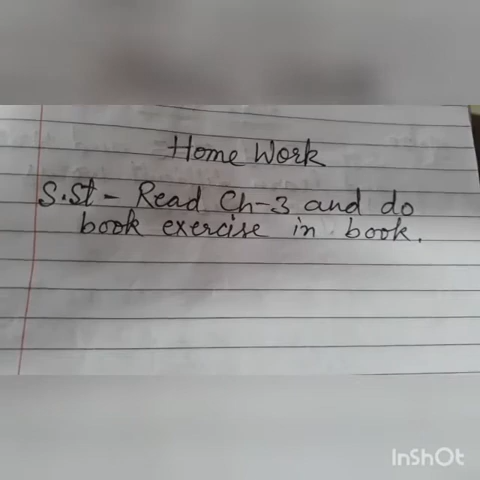 Home Work
S.St - Read Ch-3 and do
book exercise in book.
InShOt